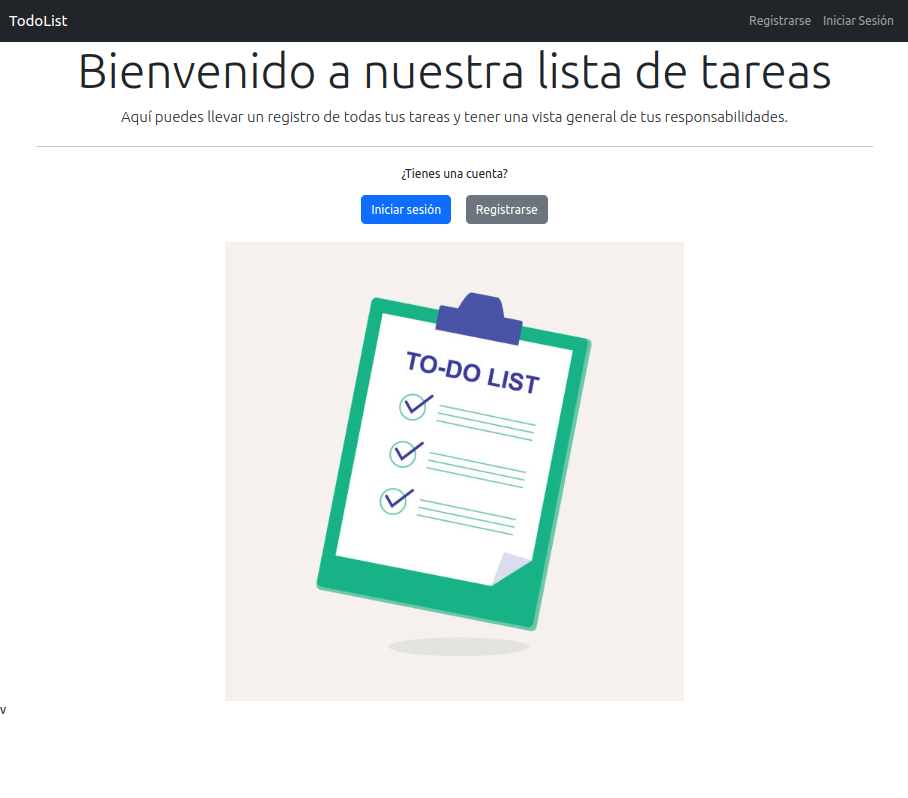 TodoList
Registrarse Iniciar Sesión
Bienvenido a nuestra lista de tareas
Aquí puedes llevar un registro de todas tus tareas y tener una vista general de tus responsabilidades.
¿Tienes una cuenta?
Iniciar sesión Registrarse
TO-DO LIST
v